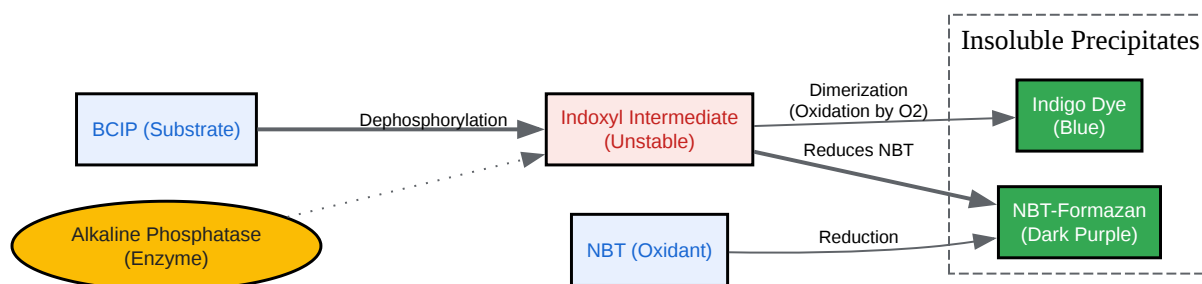 Insoluble Precipitates
BCIP (Substrate)
Dephosphorylation
Indoxyl Intermediate
(Unstable)
Dimerization
(Oxidation by O2)
Indigo Dye
(Blue)
Reduces NBT
Alkaline Phosphatase
(Enzyme)
NBT (Oxidant)
Reduction
NBT-Formazan
(Dark Purple)